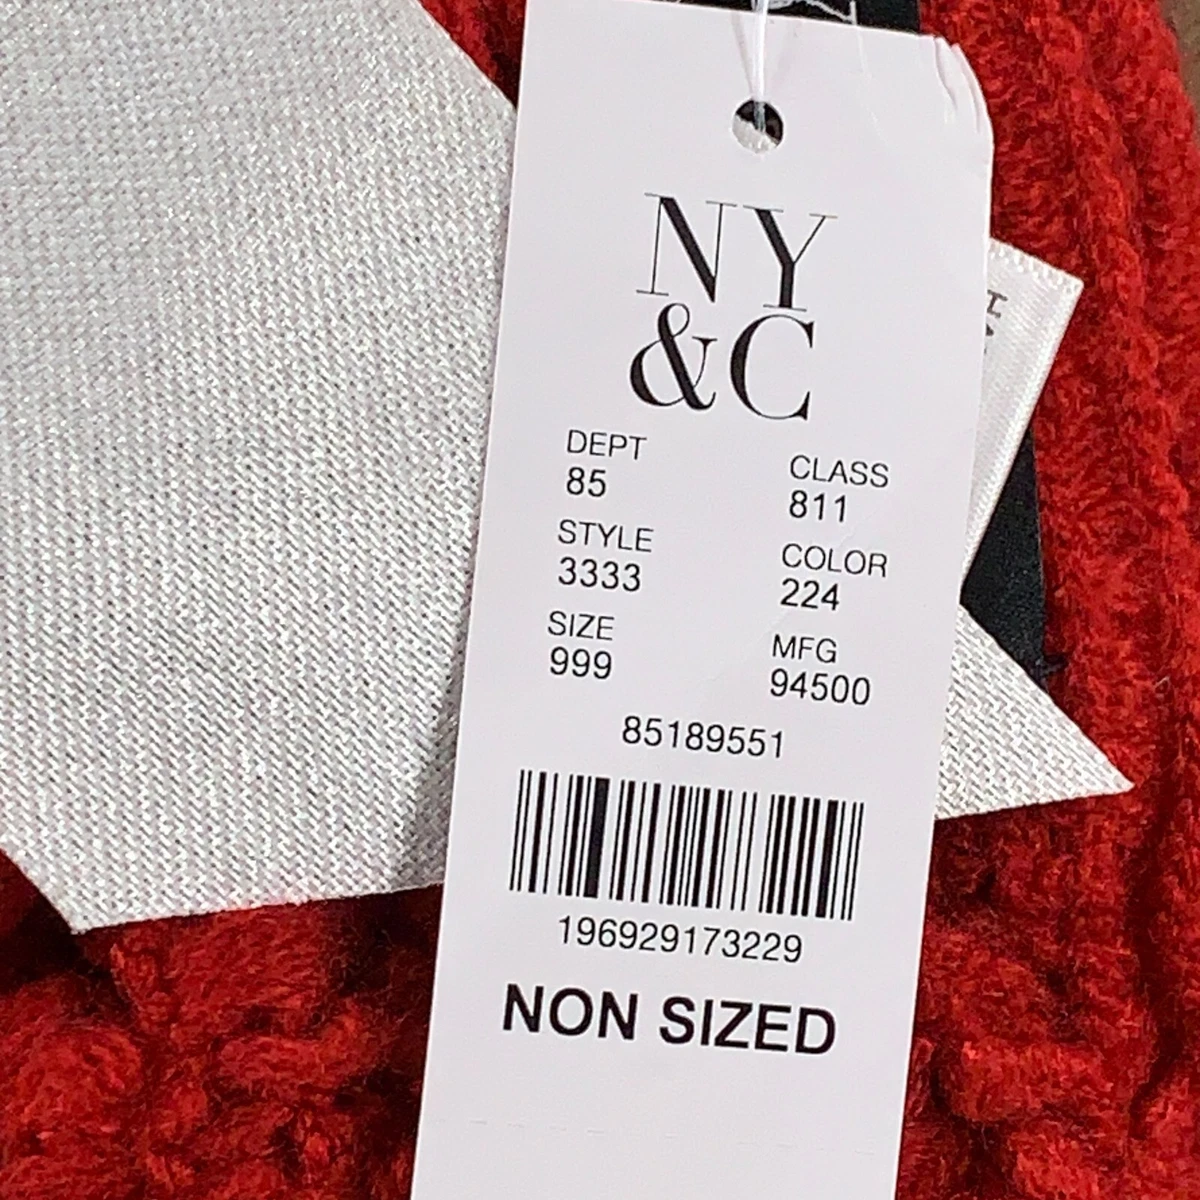 NY
&C
DEPT
85
CLASS
811
STYLE
3333
COLOR
224
SIZE
999
MFG
94500
85189551
196929173229
NON SIZED